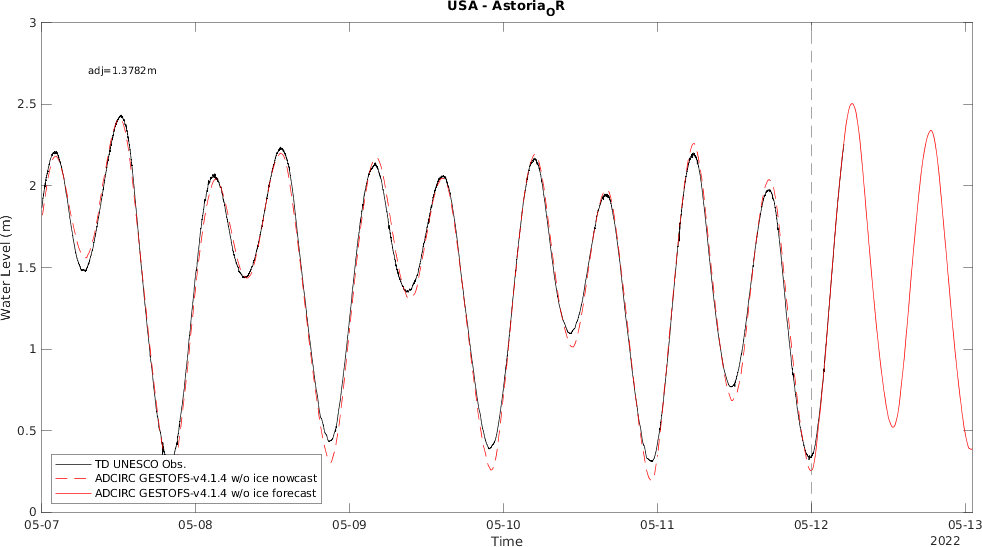 USA - AstoriaOR
3
adj=1.3782m
2.5
2
1.5
1
0.5
0
Water Level (m)
TD UNESCO Obs.
ADCIRC GESTOFS-v4.1.4 w/o ice nowcast
ADCIRC GESTOFS-v4.1.4 w/o ice forecast
05-07 05-08 05-09 05-10 05-11 05-12 05-13
Time
2022